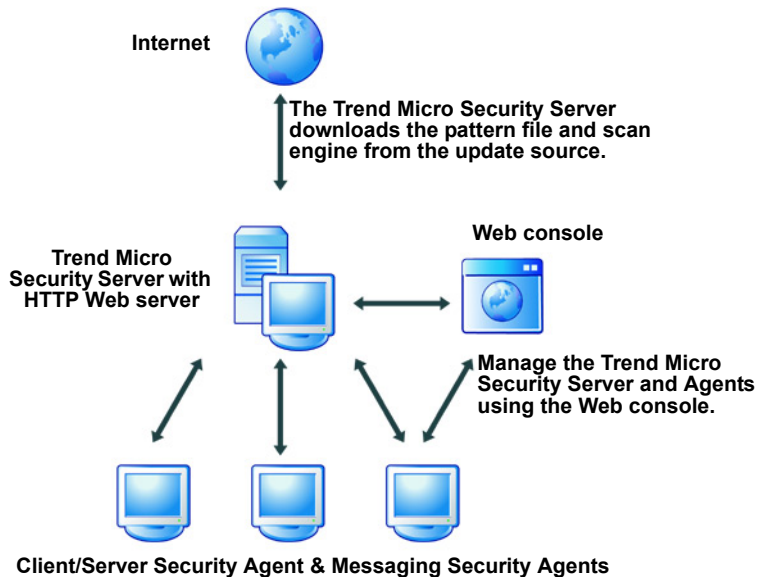 Internet
The Trend Micro Security Server
downloads the pattern file and scan
engine from the update source.
Trend Micro
Security Server with
HTTP Web server
Web console
Manage the Trend Micro
Security Server and Agents
using the Web console.
Client/Server Security Agent & Messaging Security Agents